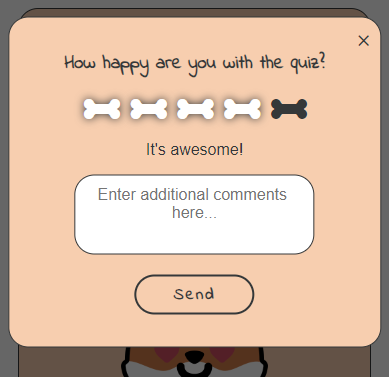 How happy are you with the quiz?
It's awesome!
Enter additional comments
here...
Send